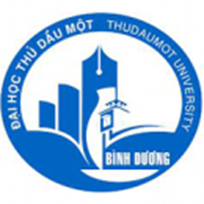 ĐẠI HỌC THỦ DẦU MỘT
THUDAUMOT UNIVERSITY
BÌNH DƯƠNG